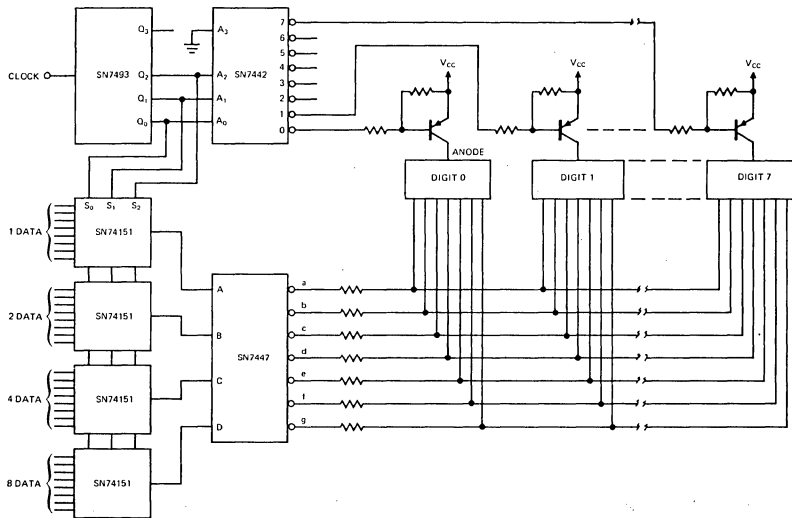 CLOCK
SN7493
Q3
Q2
Q1
Q0
A3
A2
A1
A0
SN7442
7
6
5
4
3
2
1
0
VCC
VCC
VCC
ANODE
DIGIT 0
DIGIT 1
DIGIT 7
S0 S1 S2
1 DATA
SN74151
2 DATA
SN74151
4 DATA
SN74151
8 DATA
SN74151
A
B
C
D
SN7447
a
b
c
d
e
f
g